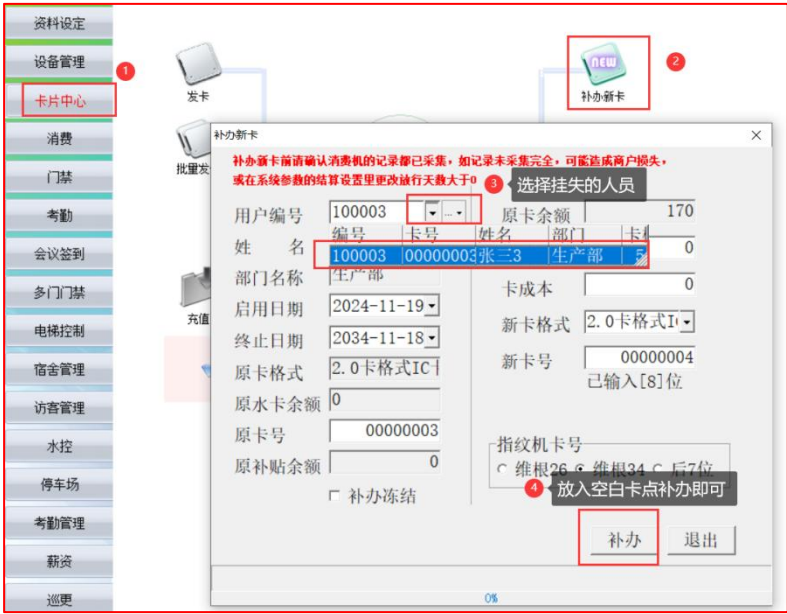 资料设定
设备管理
卡片中心
消费
门禁
考勤
会议签到
多门门禁
电梯控制
宿舍管理
访客管理
水控
停车场
考勤管理
薪资
巡更
1
发卡
批量发
充值
NEW
补办新卡
2
补办新卡
补办新卡前请确认消费机的记录都已采集，如记录未采集完全，可能造成商户损失，
或在系统参数的结算设置里更改放行天数大于0
3 选择挂失的人员
用户编号 100003 ...
原卡余额 170
编号 卡号 姓名 部门
100003 00000003 张三3 生产部 5
姓 名
0
部门名称 生产部
卡成本 0
启用日期 2024-11-19
新卡格式 2.0卡格式I
终止日期 2034-11-18
新卡号 00000004
已输入[8]位
原卡格式 2.0卡格式IC
原水卡余额 0
原卡号 00000003
原补贴余额 0
指纹机卡号
维根26 维根34 后7位
补办冻结
4 放入空白卡点补办即可
补办 退出
0%